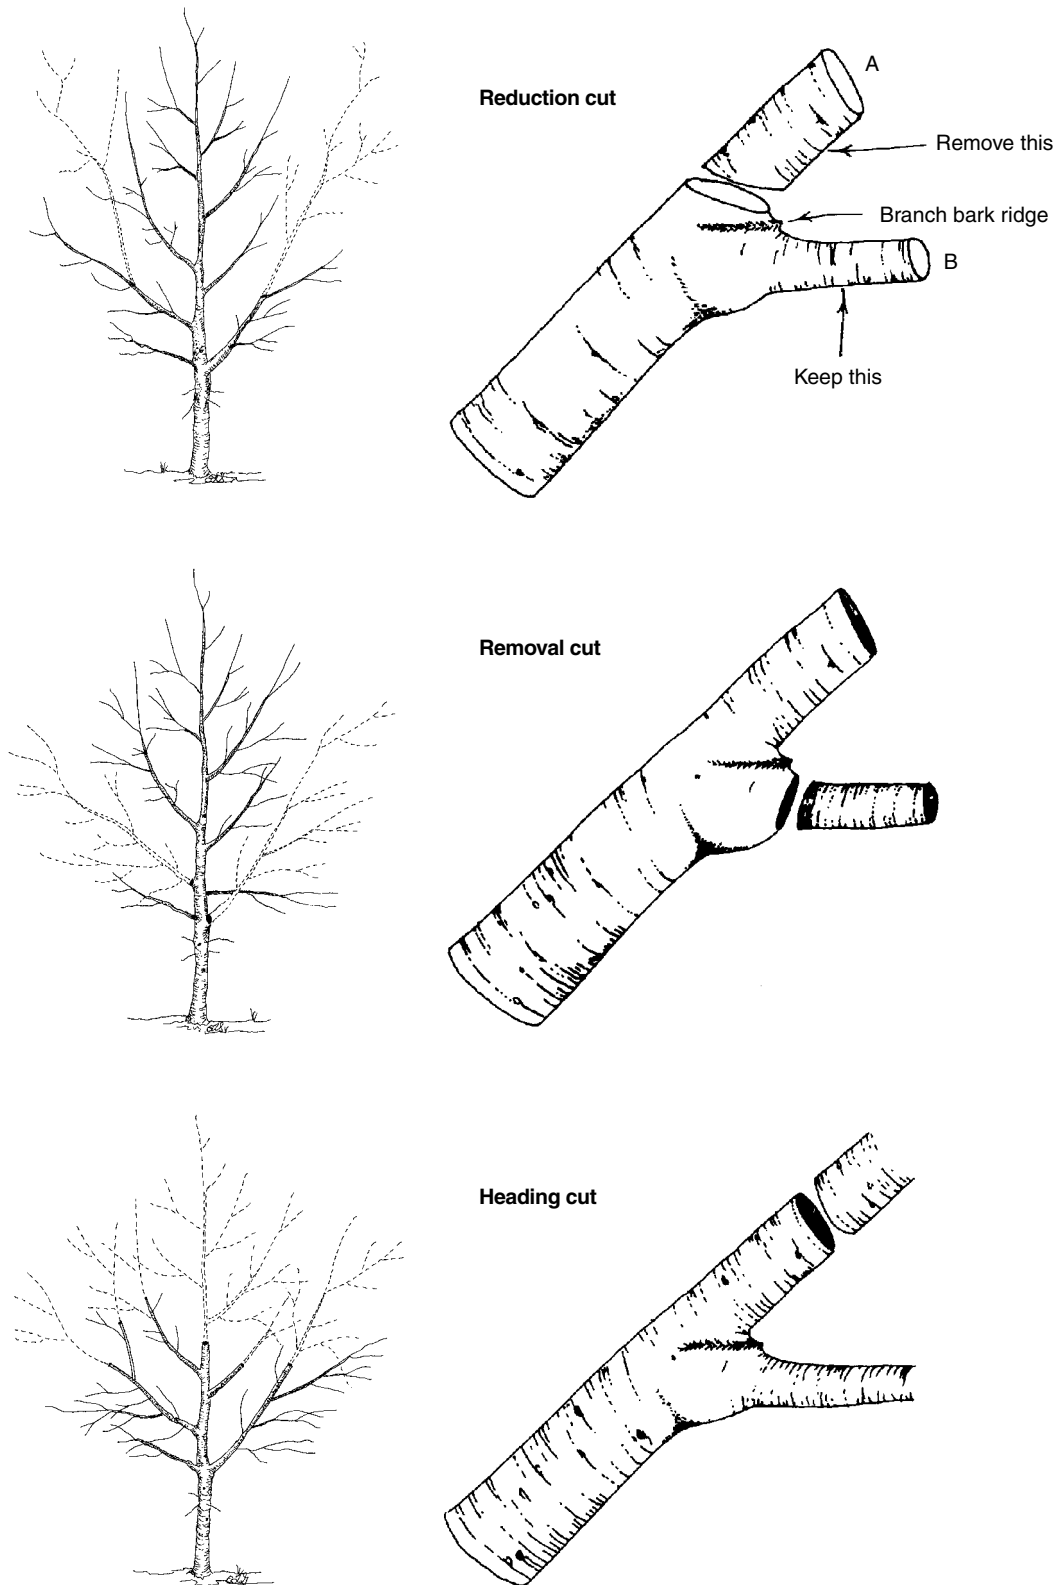 Reduction cut
A
Remove this
Branch bark ridge
B
Keep this
Removal cut
Heading cut